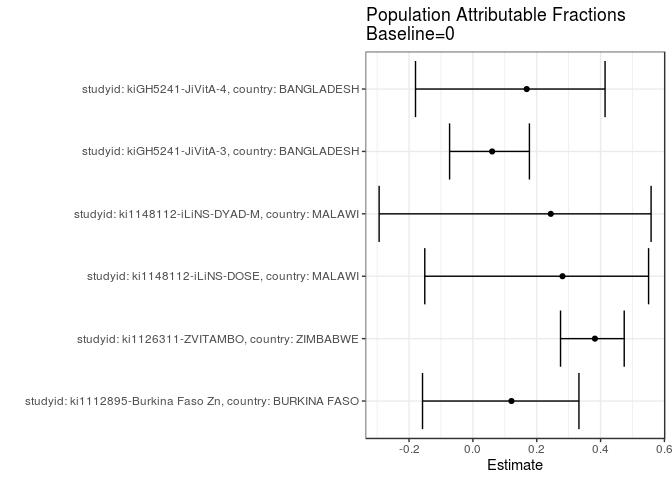 Population Attributable Fractions
Baseline=0
studyid: kiGH5241-JiVitA-4, country: BANGLADESH
studyid: kiGH5241-JiVitA-3, country: BANGLADESH
studyid: ki1148112-iLiNS-DYAD-M, country: MALAWI
studyid: ki1148112-iLiNS-DOSE, country: MALAWI
studyid: ki1126311-ZVITAMBO, country: ZIMBABWE
studyid: ki1112895-Burkina Faso Zn, country: BURKINA FASO
-0.2 0.0 0.2 0.4 0.6
Estimate